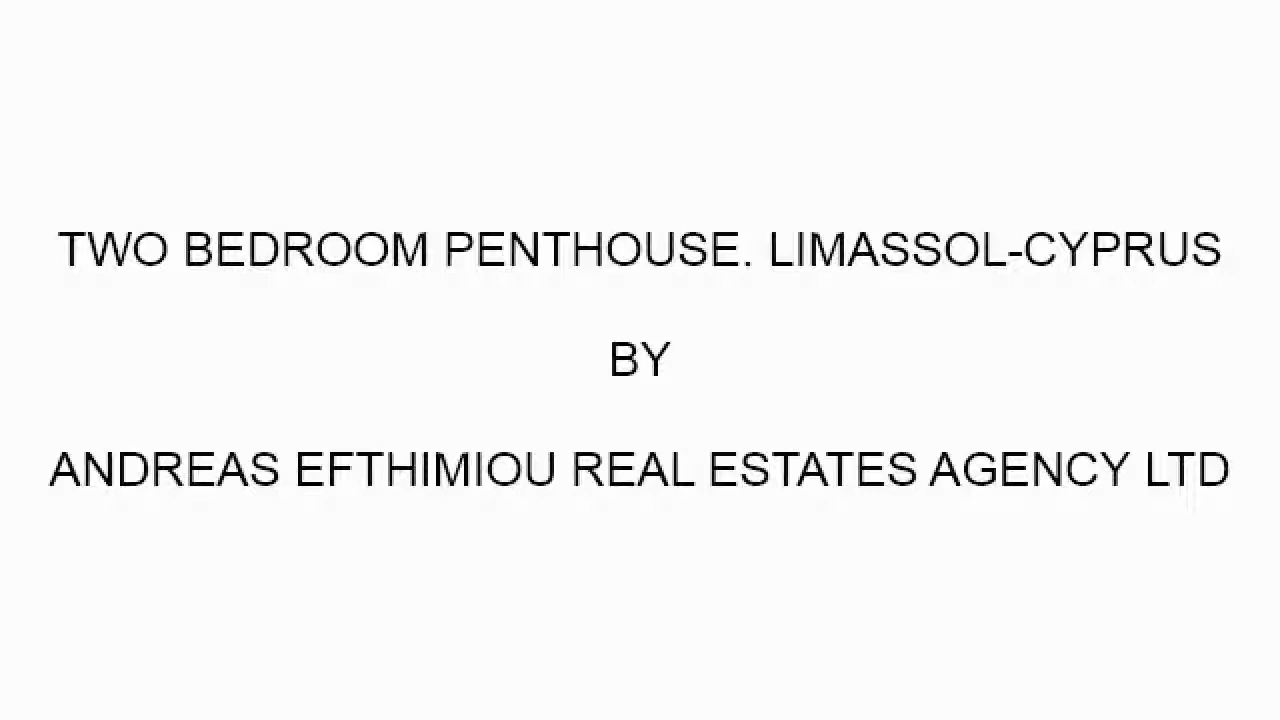 TWO BEDROOM PENTHOUSE. LIMASSOL-CYPRUS
BY
ANDREAS EFTHIMIOU REAL ESTATES AGENCY LTD